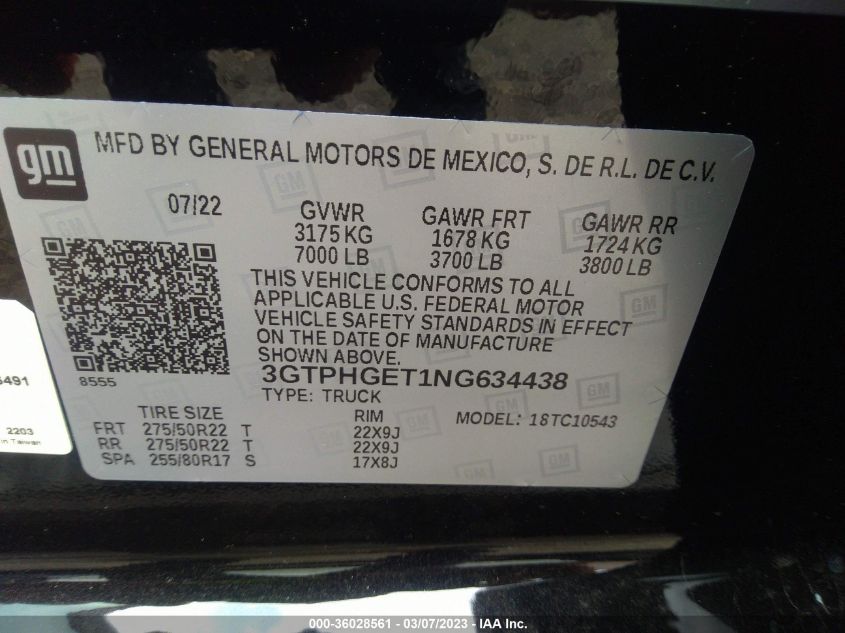 gm
MFD BY GENERAL MOTORS DE MEXICO, S. DE R.L. DE C.V.
07/22
GVWR
3175 KG
7000 LB
GAWR FRT
1678 KG
3700 LB
GAWR RR
1724 KG
3800 LB
THIS VEHICLE CONFORMS TO ALL
APPLICABLE U.S. FEDERAL MOTOR
VEHICLE SAFETY STANDARDS IN EFFECT
ON THE DATE OF MANUFACTURE
SHOWN ABOVE.
8555
3GTPHGET1NG634438
TYPE: TRUCK
MODEL: 18TC10543
TIRE SIZE RIM
FRT 275/50R22 T 22X9J
RR 275/50R22 T 22X9J
SPA 255/80R17 S 17X8J
491
2203
in Taiwan
000-36028561 - 03/07/2023 - IAA Inc.